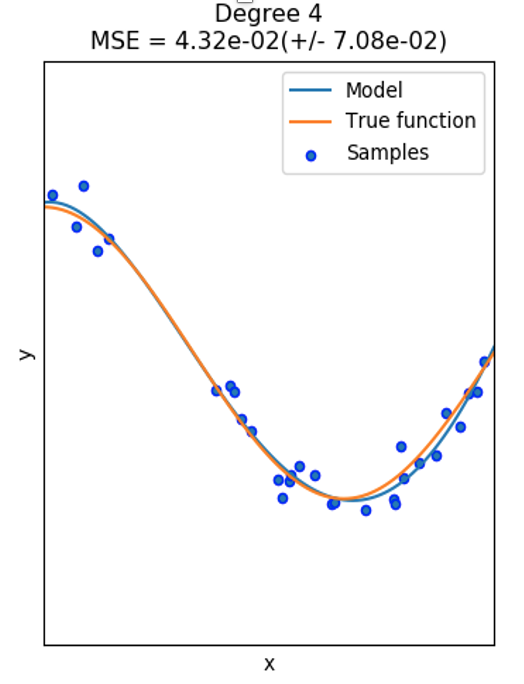 Degree 4
MSE = 4.32e-02(+/- 7.08e-02)
Model
True function
Samples
y
x